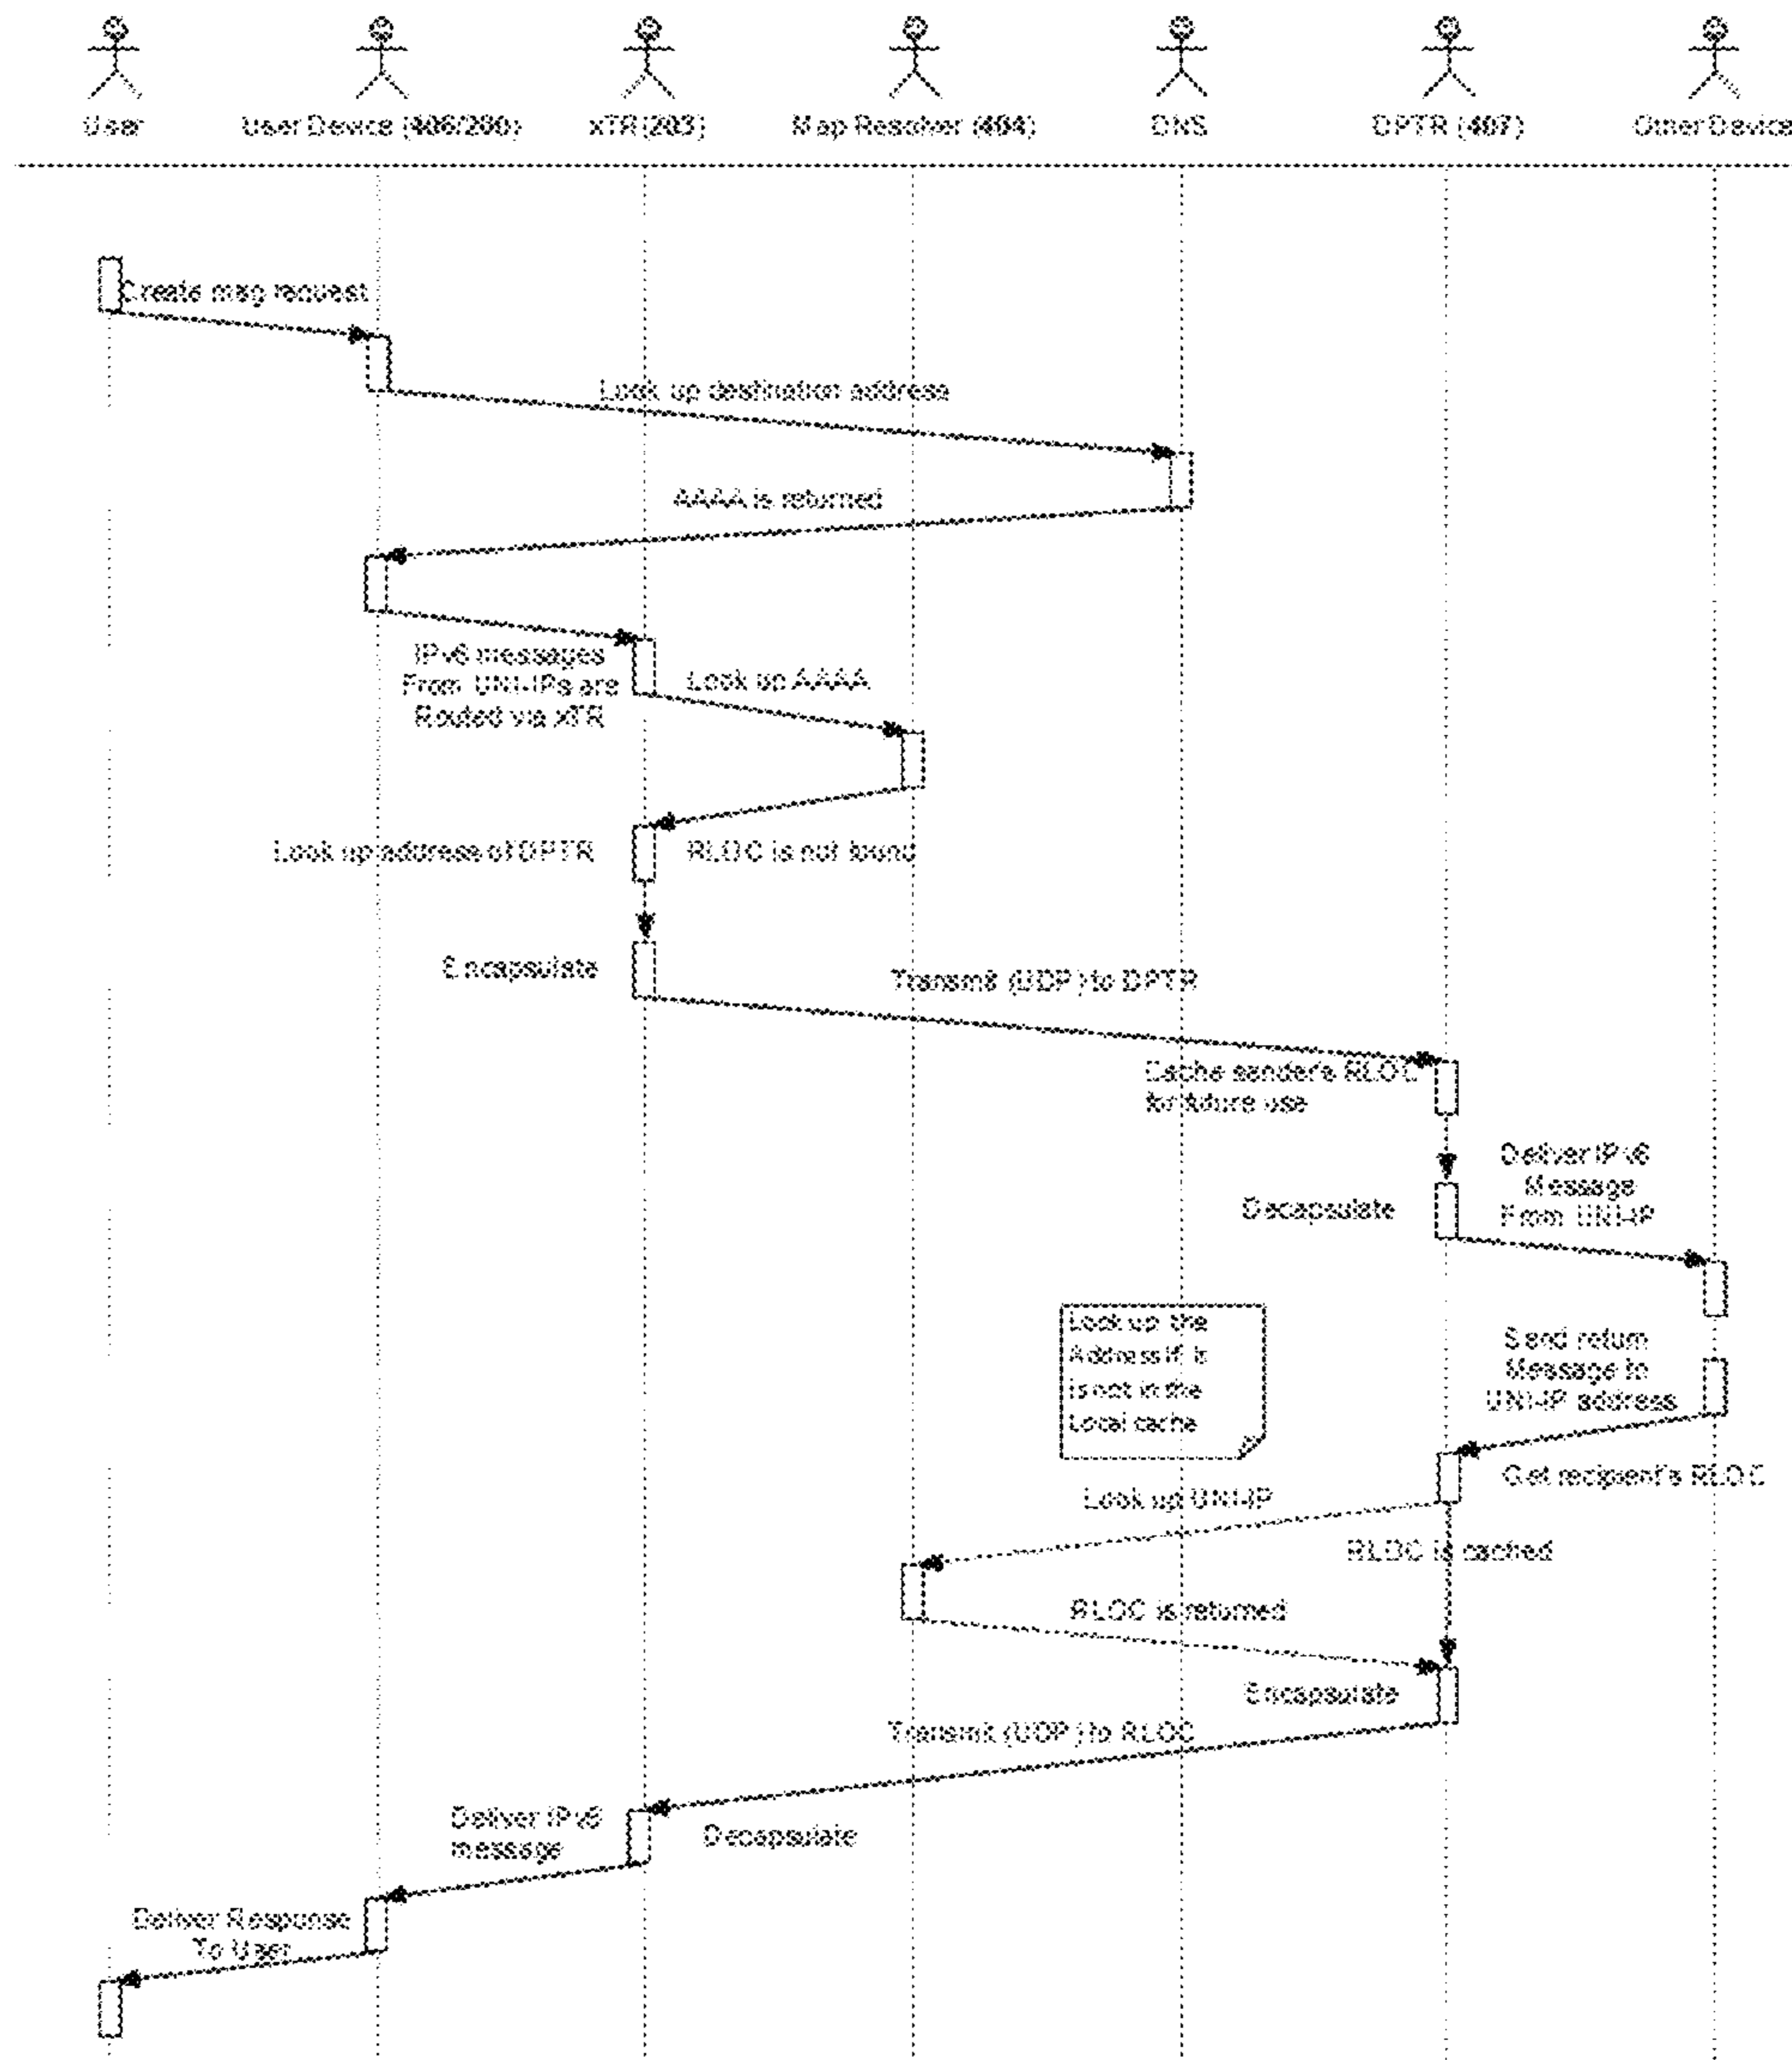 User
User Device (406/200)
xTR (203)
Map Resolver (404)
DNS
DPTR (407)
Other Device
Create msg request
Look up destination address
AAAA is returned
IPv6 messages
From UNI-IPs are
Routed via xTR
Look up AAAA
Look up address of DPTR
RLOC is not found
Encapsulate
Transmit (UDP) to DPTR
Cache sender's RLOC
for future use
Deliver IPv6
Message
From UNI-IP
Decapsulate
Look up the
Address if is
is not in the
Local cache
Send return
Message to
UNI-IP address
Get recipient's RLOC
Look up UNI-IP
RLOC is cached
RLOC is returned
Encapsulate
Transmit (UDP) to RLOC
Deliver IPv6
message
Decapsulate
Deliver Response
To User